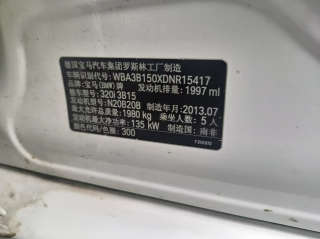 德国宝马汽车集团罗斯林工厂制造
车辆识别代号: WBA3B150XDNR15417
品牌: 宝马(BMW)牌 发动机排量: 1997 ml
整车型号: 320i 3B15
发动机型号: N20B20B 制造年月: 2013.07
最大允许总质量: 1980 kg 乘坐人数: 5 人
发动机最大净功率: 135 kW 制造国: 南非
颜色代码/色圈: 300